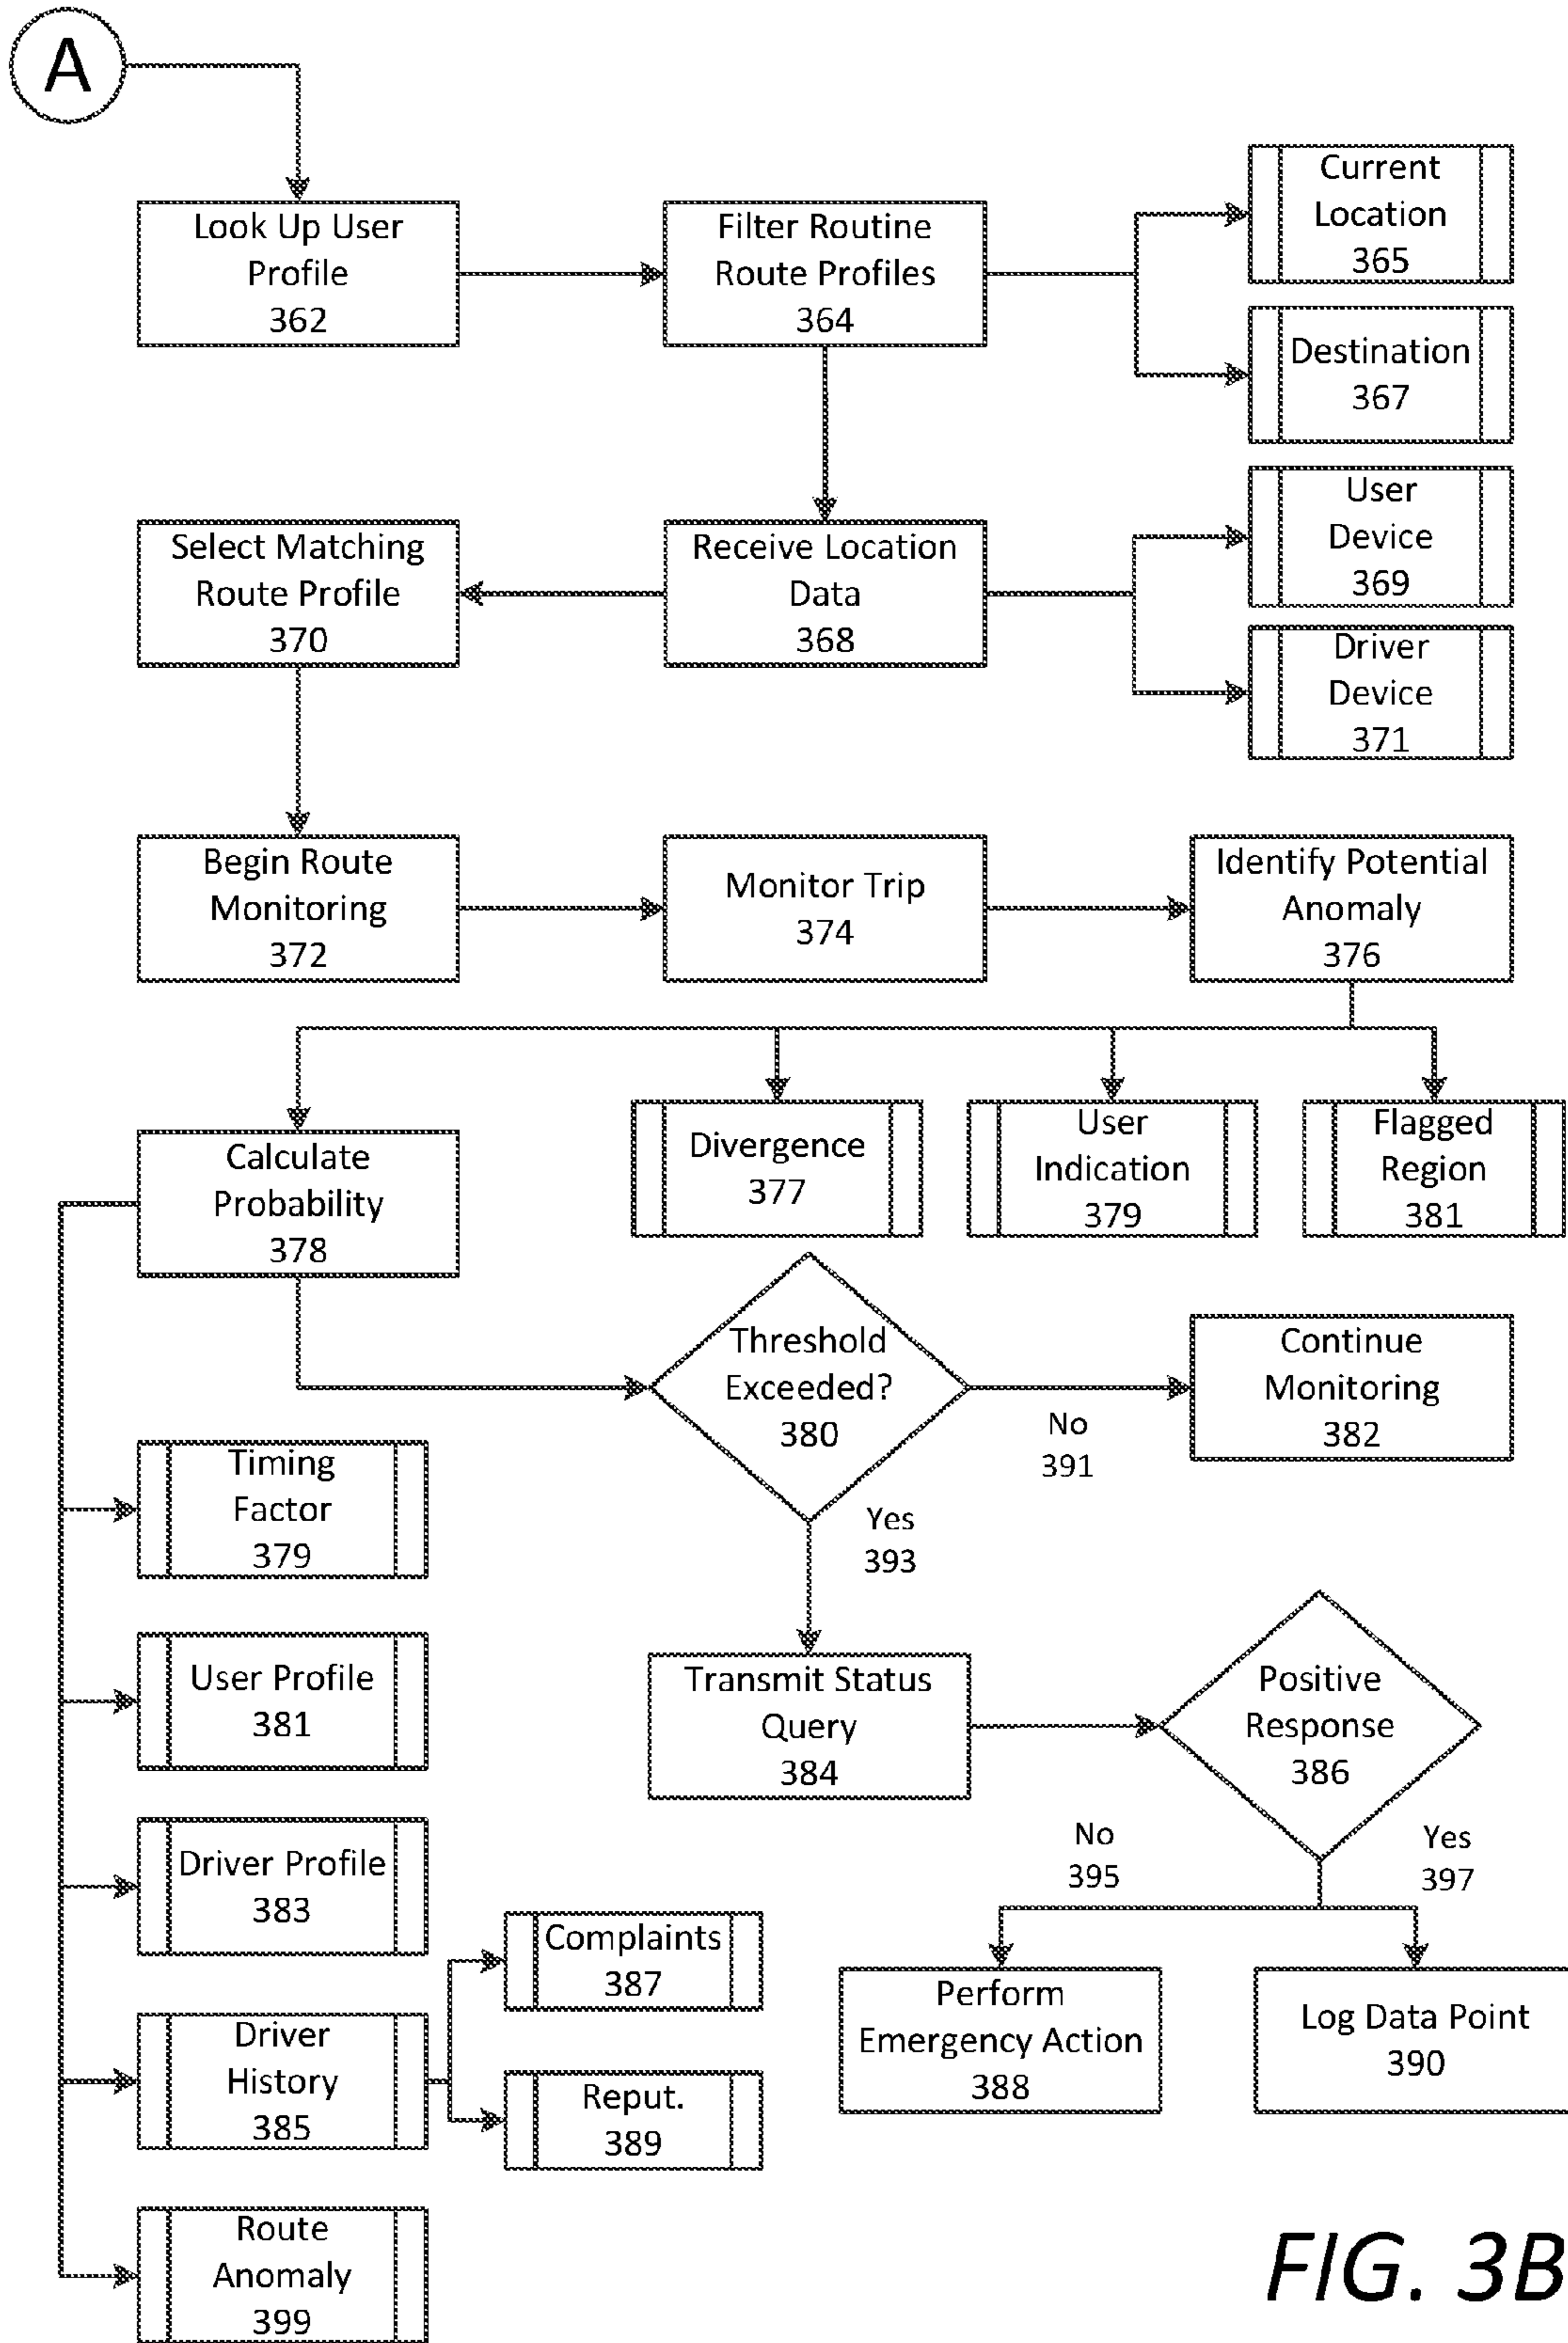 A
Look Up User
Profile
362
Filter Routine
Route Profiles
364
Current
Location
365
Destination
367
Select Matching
Route Profile
370
Receive Location
Data
368
User
Device
369
Driver
Device
371
Begin Route
Monitoring
372
Monitor Trip
374
Identify Potential
Anomaly
376
Calculate
Probability
378
Divergence
377
User
Indication
379
Flagged
Region
381
Threshold
Exceeded?
380
No
391
Continue
Monitoring
382
Yes
393
Timing
Factor
379
User Profile
381
Transmit Status
Query
384
Positive
Response
386
No
395
Yes
397
Driver Profile
383
Complaints
387
Perform
Emergency Action
388
Log Data Point
390
Driver
History
385
Reput.
389
Route
Anomaly
399
FIG. 3B